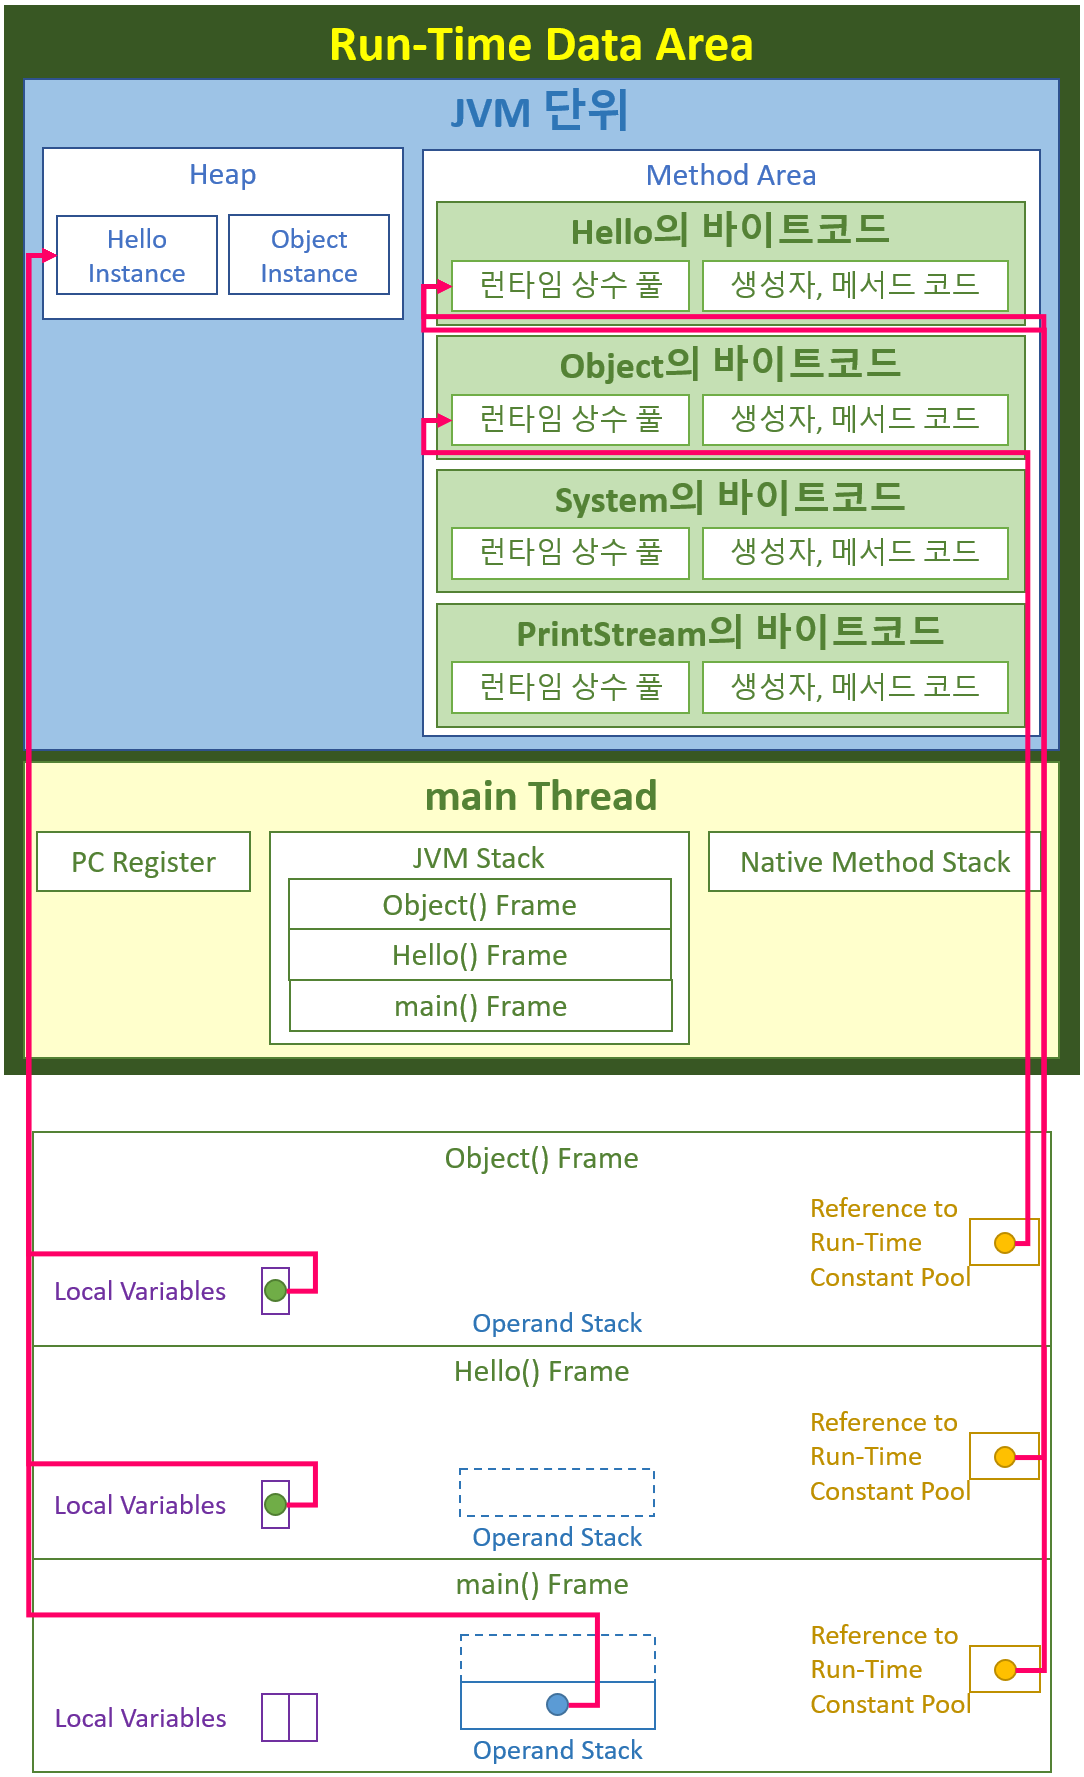 Run-Time Data Area
JVM 단위
Heap
Hello
Instance
Object
Instance
Method Area
Hello의 바이트코드
런타임 상수 풀
생성자, 메서드 코드
Object의 바이트코드
런타임 상수 풀
생성자, 메서드 코드
System의 바이트코드
런타임 상수 풀
생성자, 메서드 코드
PrintStream의 바이트코드
런타임 상수 풀
생성자, 메서드 코드
main Thread
PC Register
JVM Stack
Object() Frame
Hello() Frame
main() Frame
Native Method Stack
Object() Frame
Local Variables
Operand Stack
Reference to
Run-Time
Constant Pool
Hello() Frame
Local Variables
Operand Stack
Reference to
Run-Time
Constant Pool
main() Frame
Local Variables
Operand Stack
Reference to
Run-Time
Constant Pool